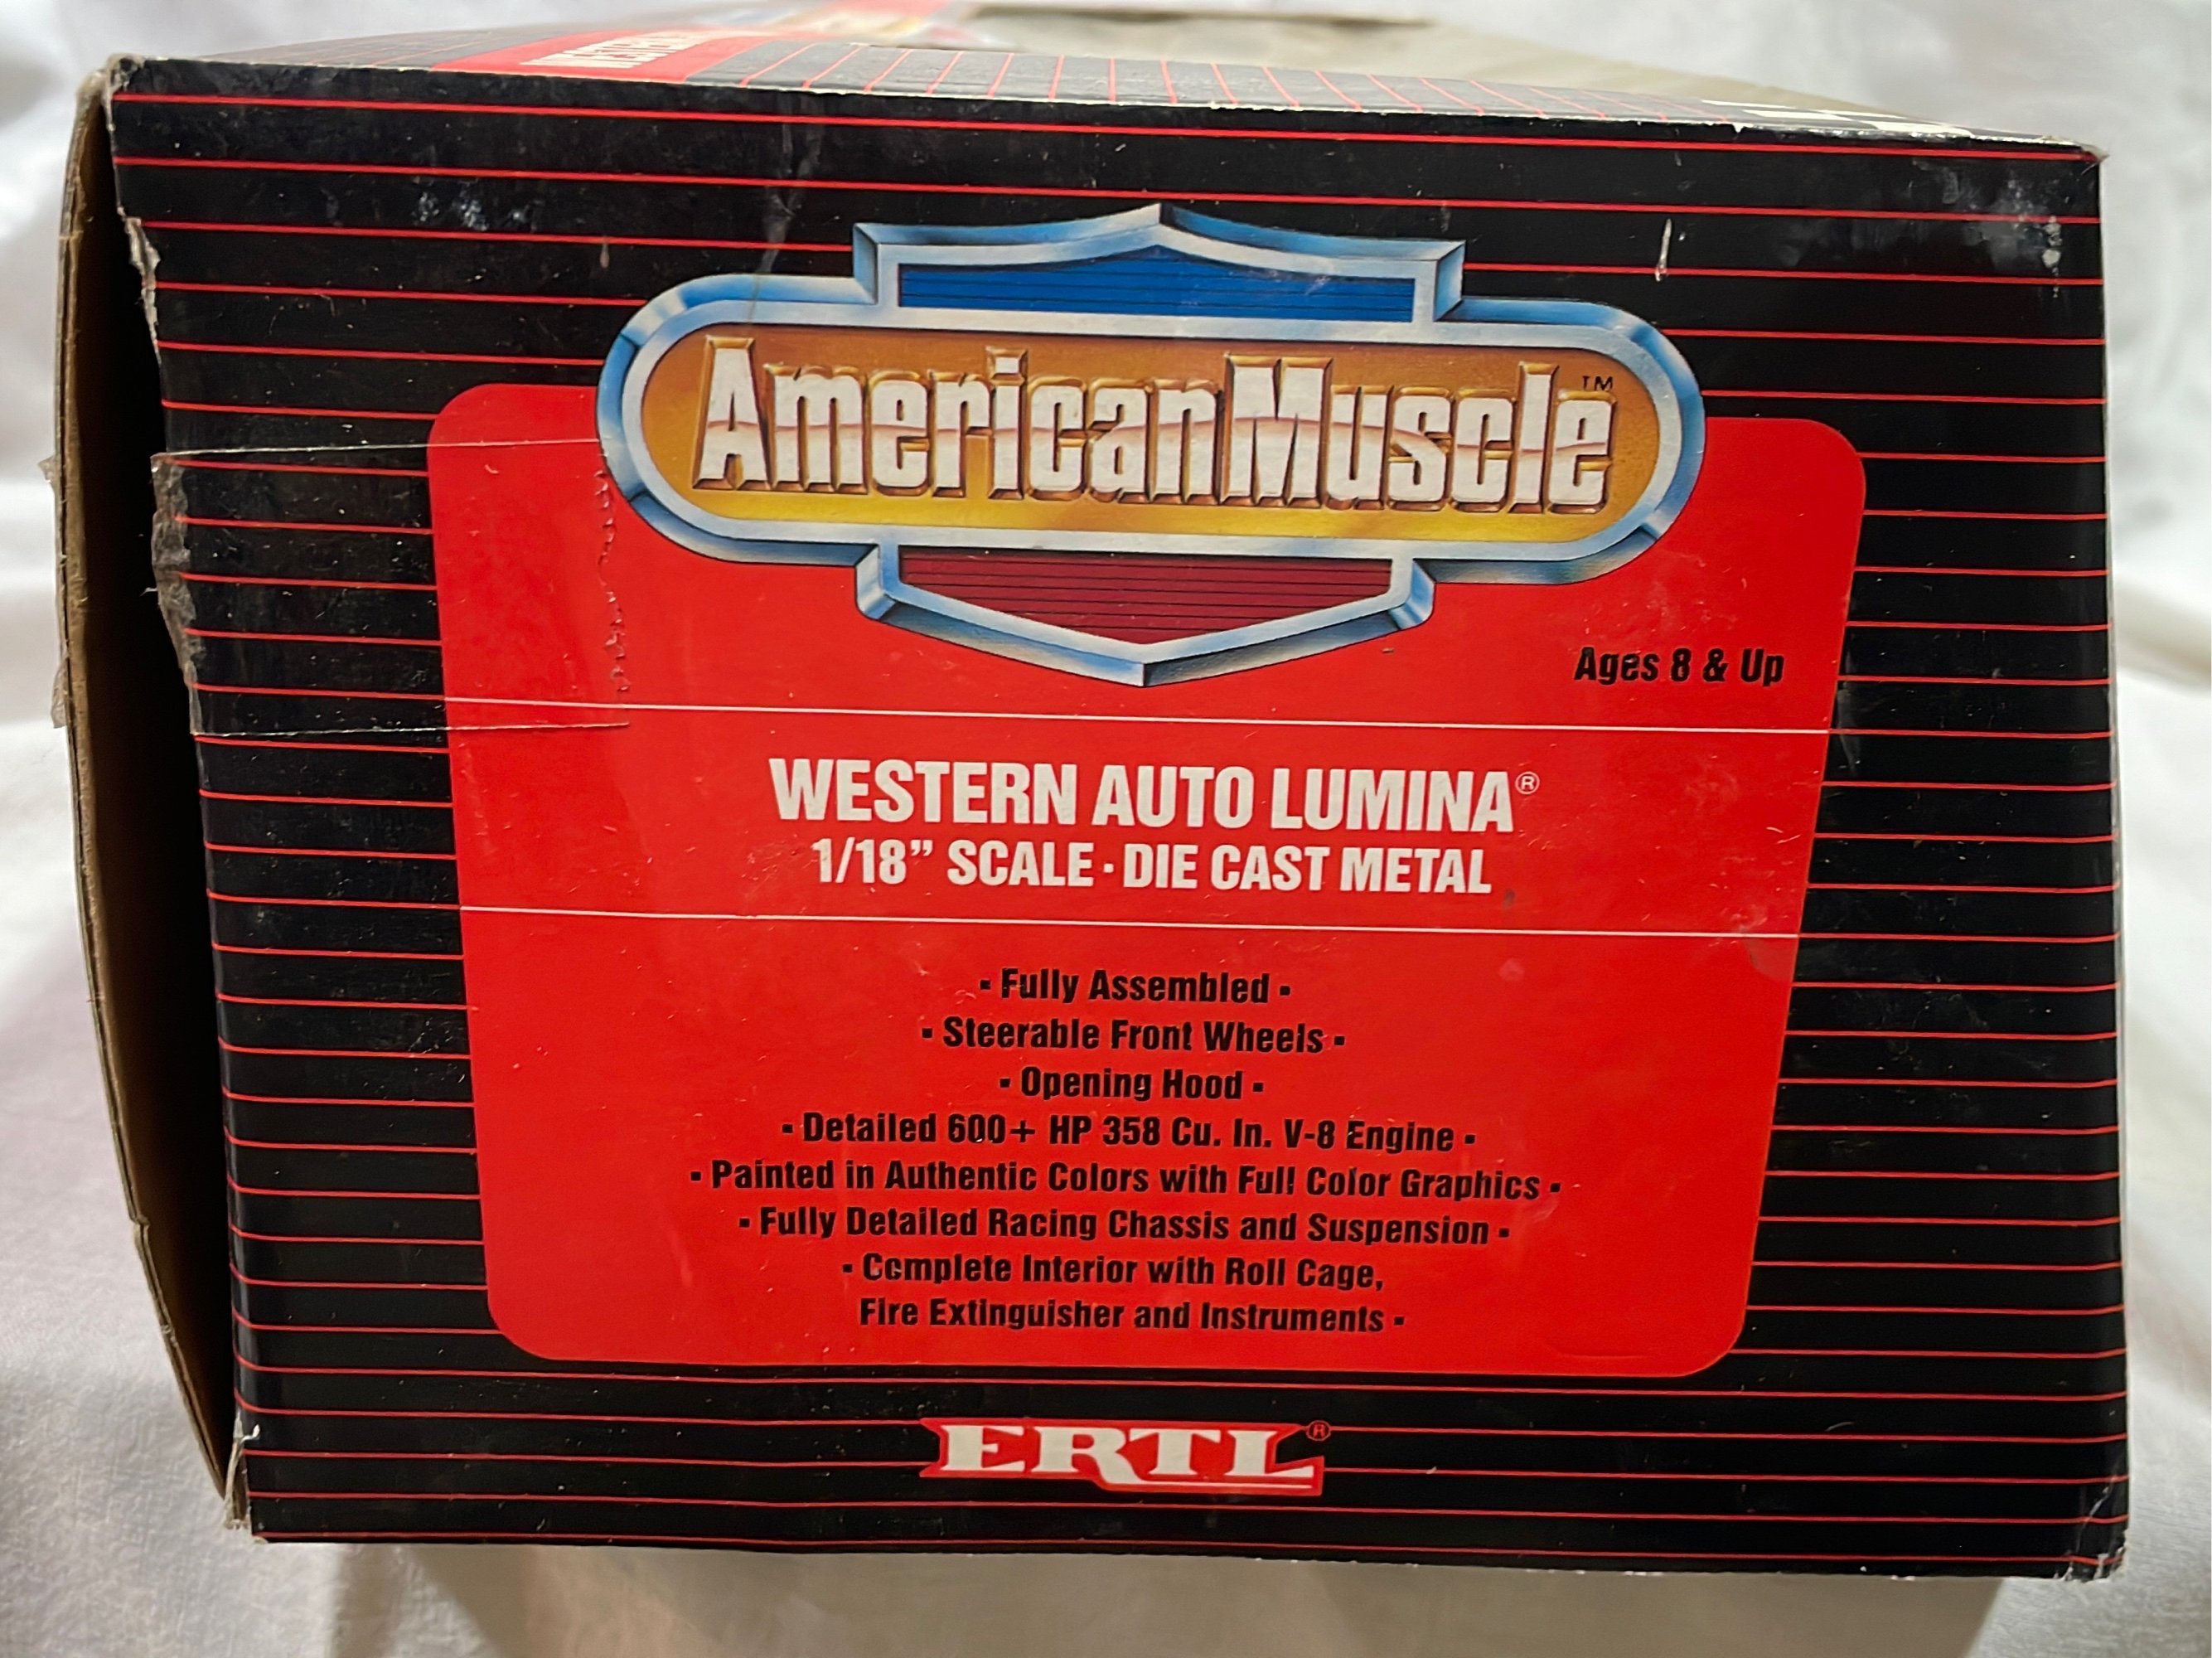 AmericanMuscle™
Ages 8 & Up
WESTERN AUTO LUMINA®
1/18” SCALE · DIE CAST METAL
▪ Fully Assembled ▪
▪ Steerable Front Wheels ▪
▪ Opening Hood ▪
▪ Detailed 600+ HP 358 Cu. In. V-8 Engine ▪
▪ Painted in Authentic Colors with Full Color Graphics ▪
▪ Fully Detailed Racing Chassis and Suspension ▪
▪ Complete Interior with Roll Cage,
Fire Extinguisher and Instruments ▪
ERTL®